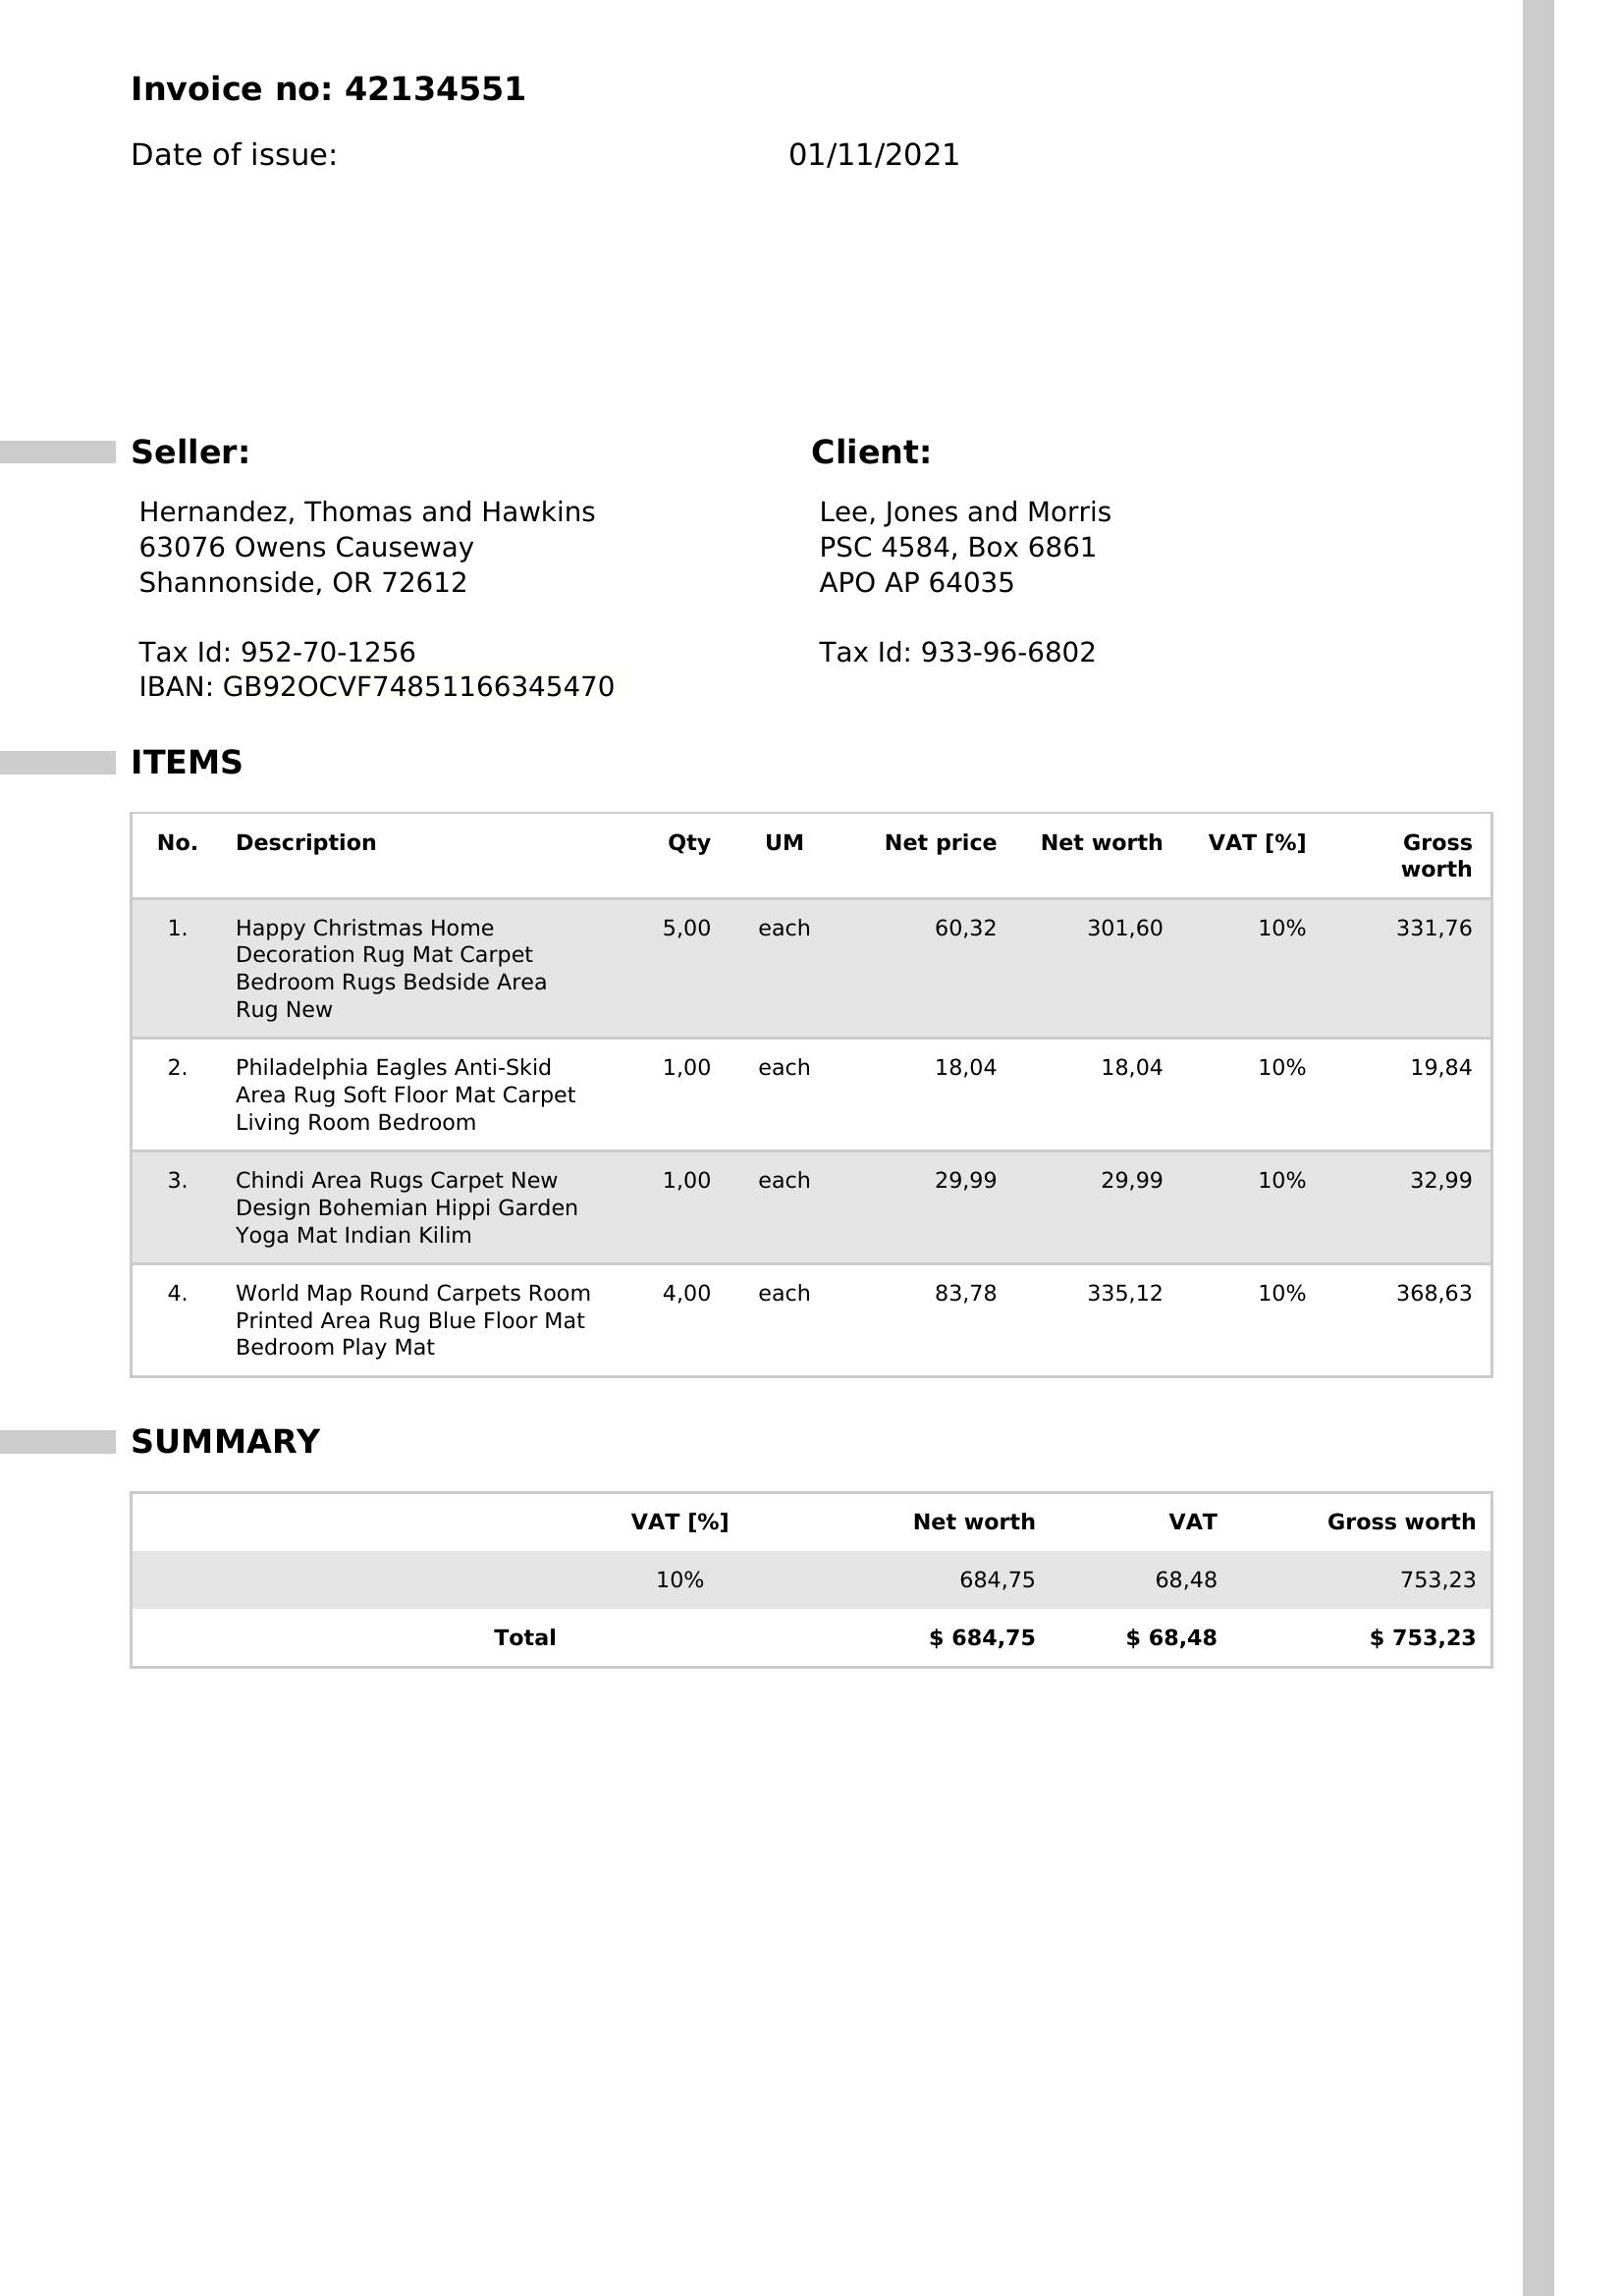 Invoice no: 42134551
Date of issue: 01/11/2021
Seller:
Hernandez, Thomas and Hawkins
63076 Owens Causeway
Shannonside, OR 72612
Tax Id: 952-70-1256
IBAN: GB92OCVF74851166345470
Client:
Lee, Jones and Morris
PSC 4584, Box 6861
APO AP 64035
Tax Id: 933-96-6802
ITEMS
No. Description Qty UM Net price Net worth VAT [%] Gross
worth
1. Happy Christmas Home 5,00 each 60,32 301,60 10% 331,76
Decoration Rug Mat Carpet
Bedroom Rugs Bedside Area
Rug New
2. Philadelphia Eagles Anti-Skid 1,00 each 18,04 18,04 10% 19,84
Area Rug Soft Floor Mat Carpet
Living Room Bedroom
3. Chindi Area Rugs Carpet New 1,00 each 29,99 29,99 10% 32,99
Design Bohemian Hippi Garden
Yoga Mat Indian Kilim
4. World Map Round Carpets Room 4,00 each 83,78 335,12 10% 368,63
Printed Area Rug Blue Floor Mat
Bedroom Play Mat
SUMMARY
VAT [%] Net worth VAT Gross worth
10% 684,75 68,48 753,23
Total $ 684,75 $ 68,48 $ 753,23